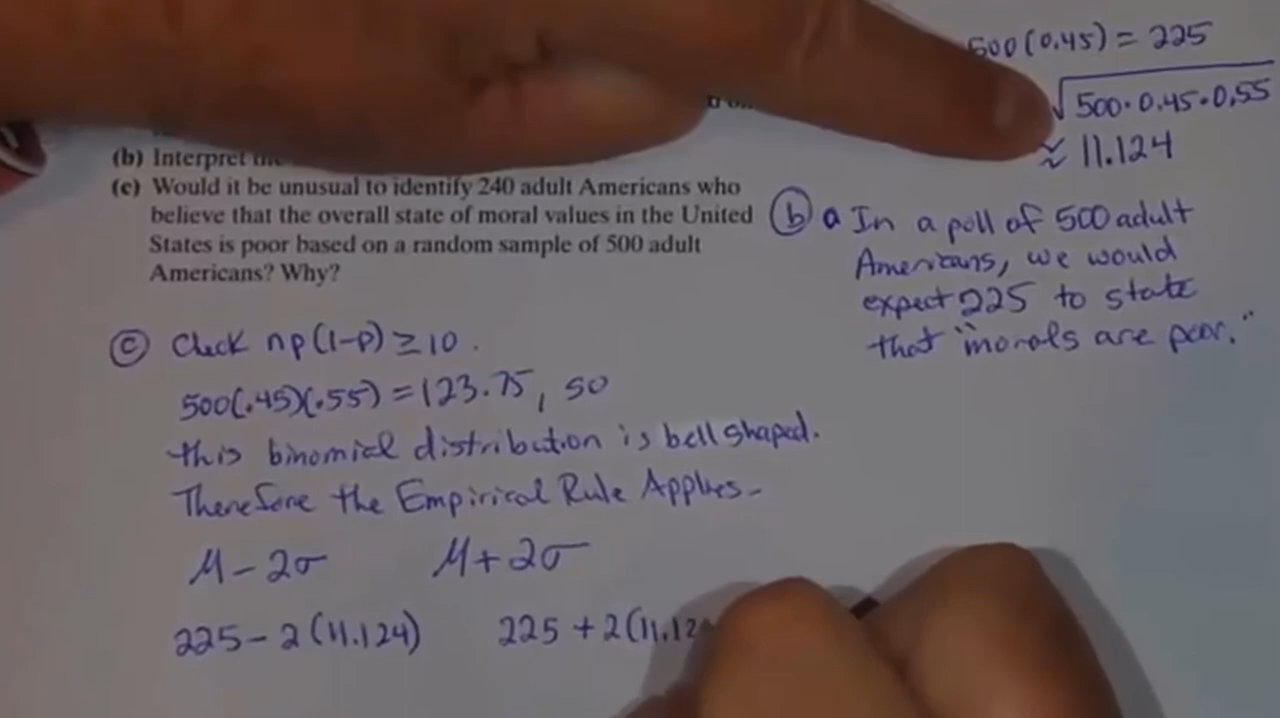 500(0.45) = 225
√500·0.45·0.55
≈ 11.124
(b) Interpret
(c) Would it be unusual to identify 240 adult Americans who
believe that the overall state of moral values in the United
States is poor based on a random sample of 500 adult
Americans? Why?
(b) a In a poll of 500 adult
Americans, we would
expect 225 to state
that "morals are poor."
(c) Check np(1-p) ≥ 10.
500(.45)(.55) = 123.75, so
this binomial distribution is bell shaped.
Therefore the Empirical Rule Applies-
μ - 2σ μ + 2σ
225 - 2(11.124) 225 + 2(11.12